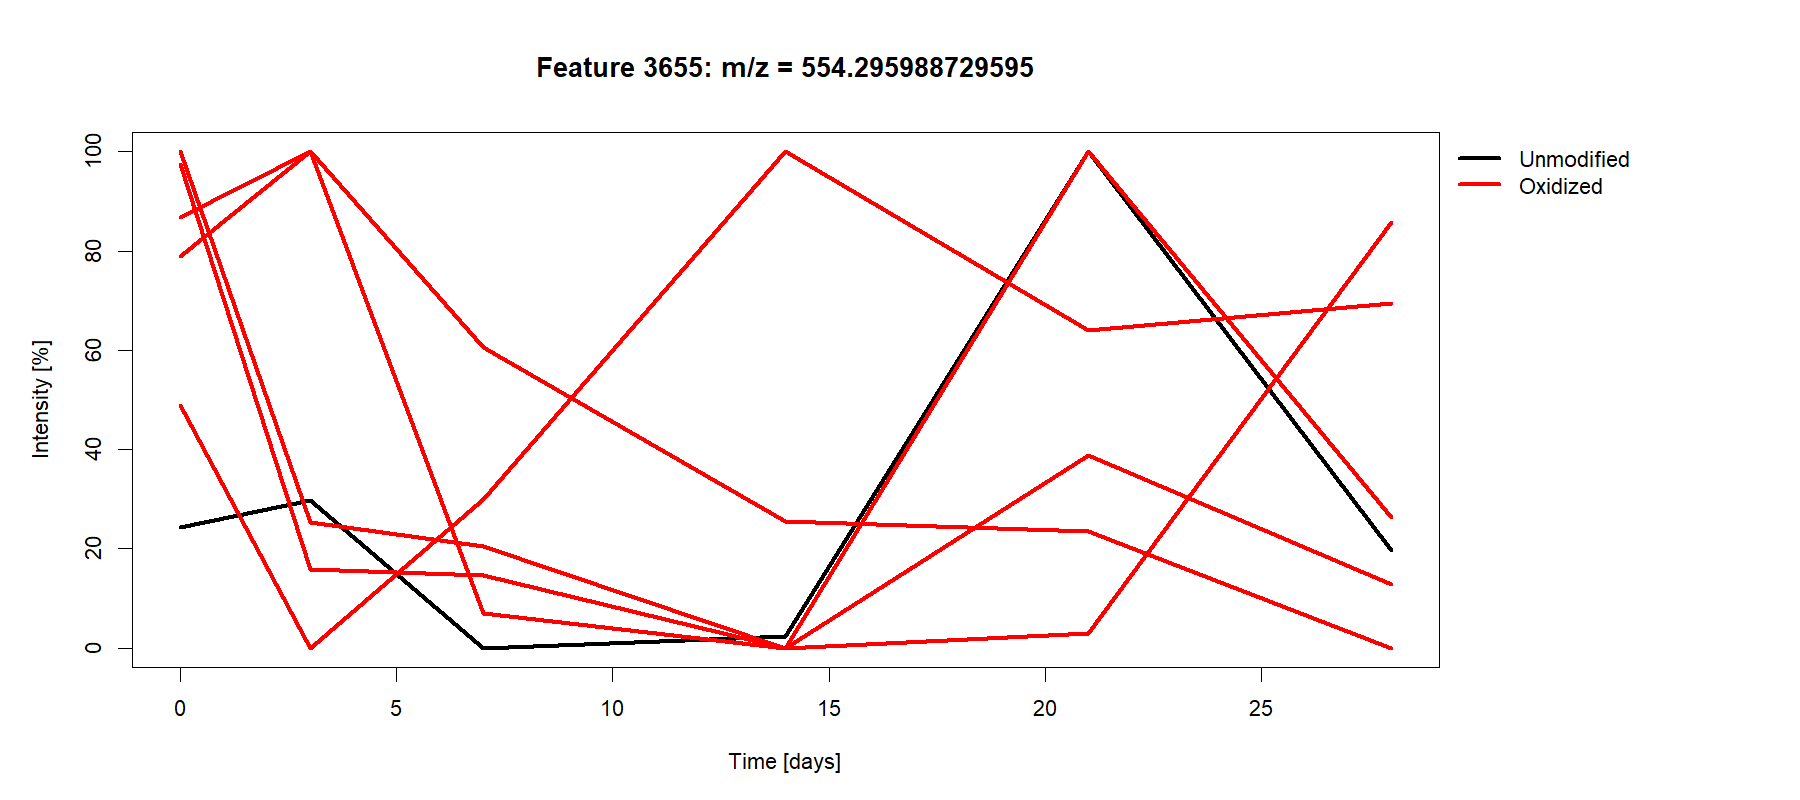 Feature 3655: m/z = 554.295988729595
Unmodified
Oxidized
Intensity [%]
100
80
60
40
20
0
0 5 10 15 20 25
Time [days]